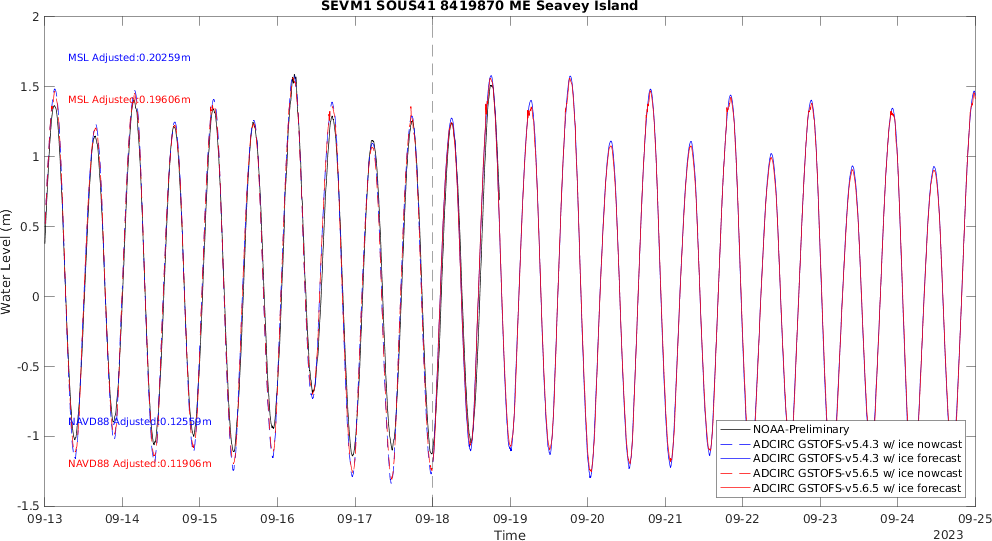 SEVM1 SOUS41 8419870 ME Seavey Island
2
1.5
1
0.5
0
-0.5
-1
-1.5
Water Level (m)
MSL Adjusted:0.20259m
MSL Adjusted:0.19606m
NAVD88 Adjusted:0.12559m
NAVD88 Adjusted:0.11906m
NOAA-Preliminary
ADCIRC GSTOFS-v5.4.3 w/ ice nowcast
ADCIRC GSTOFS-v5.4.3 w/ ice forecast
ADCIRC GSTOFS-v5.6.5 w/ ice nowcast
ADCIRC GSTOFS-v5.6.5 w/ ice forecast
09-13 09-14 09-15 09-16 09-17 09-18 09-19 09-20 09-21 09-22 09-23 09-24 09-25
Time
2023